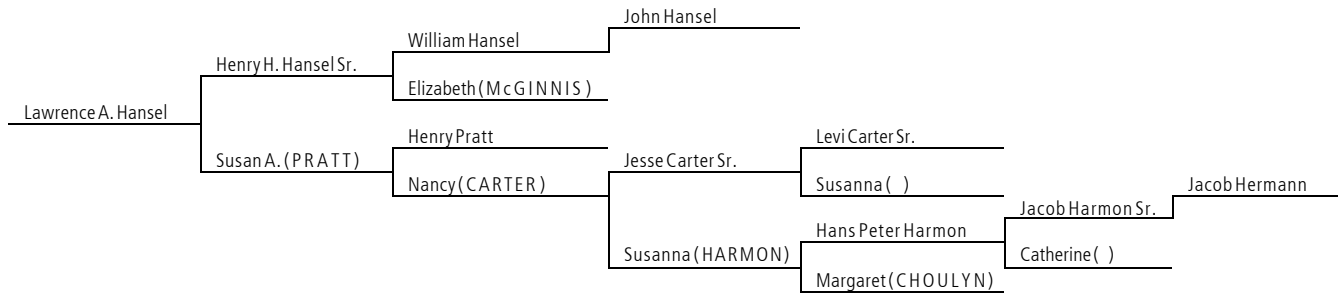 John Hansel
William Hansel
Henry H. Hansel Sr.
Elizabeth (McGINNIS)
Lawrence A. Hansel
Henry Pratt
Levi Carter Sr.
Susan A. (PRATT)
Jesse Carter Sr.
Nancy (CARTER)
Susanna ( )
Jacob Hermann
Jacob Harmon Sr.
Hans Peter Harmon
Susanna (HARMON)
Catherine ( )
Margaret (CHOULYN)